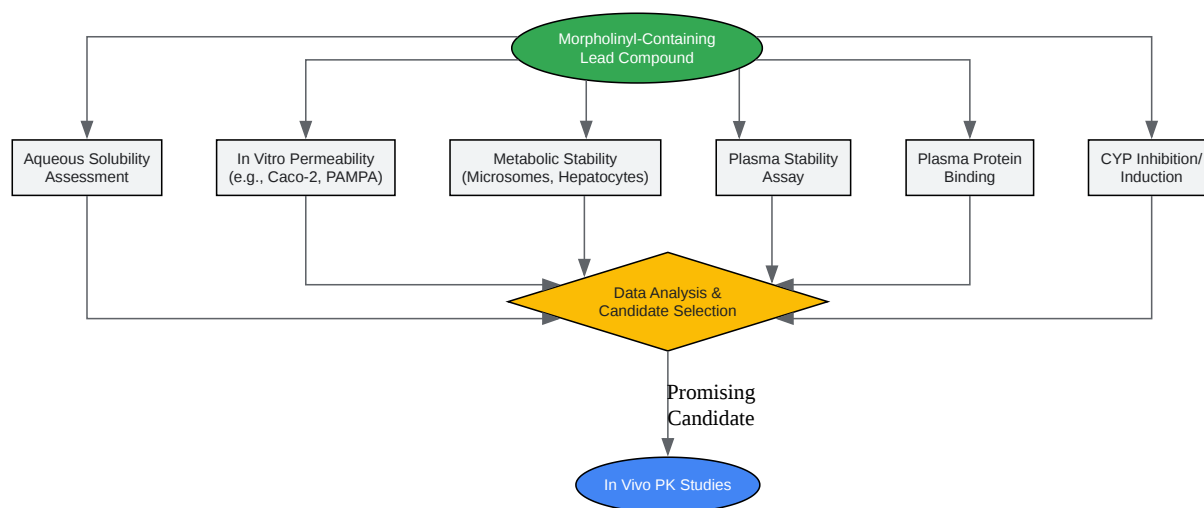 Morpholinyl-Containing
Lead Compound
Aqueous Solubility
Assessment
In Vitro Permeability
(e.g., Caco-2, PAMPA)
Metabolic Stability
(Microsomes, Hepatocytes)
Plasma Stability
Assay
Plasma Protein
Binding
CYP Inhibition/
Induction
Data Analysis &
Candidate Selection
Promising
Candidate
In Vivo PK Studies